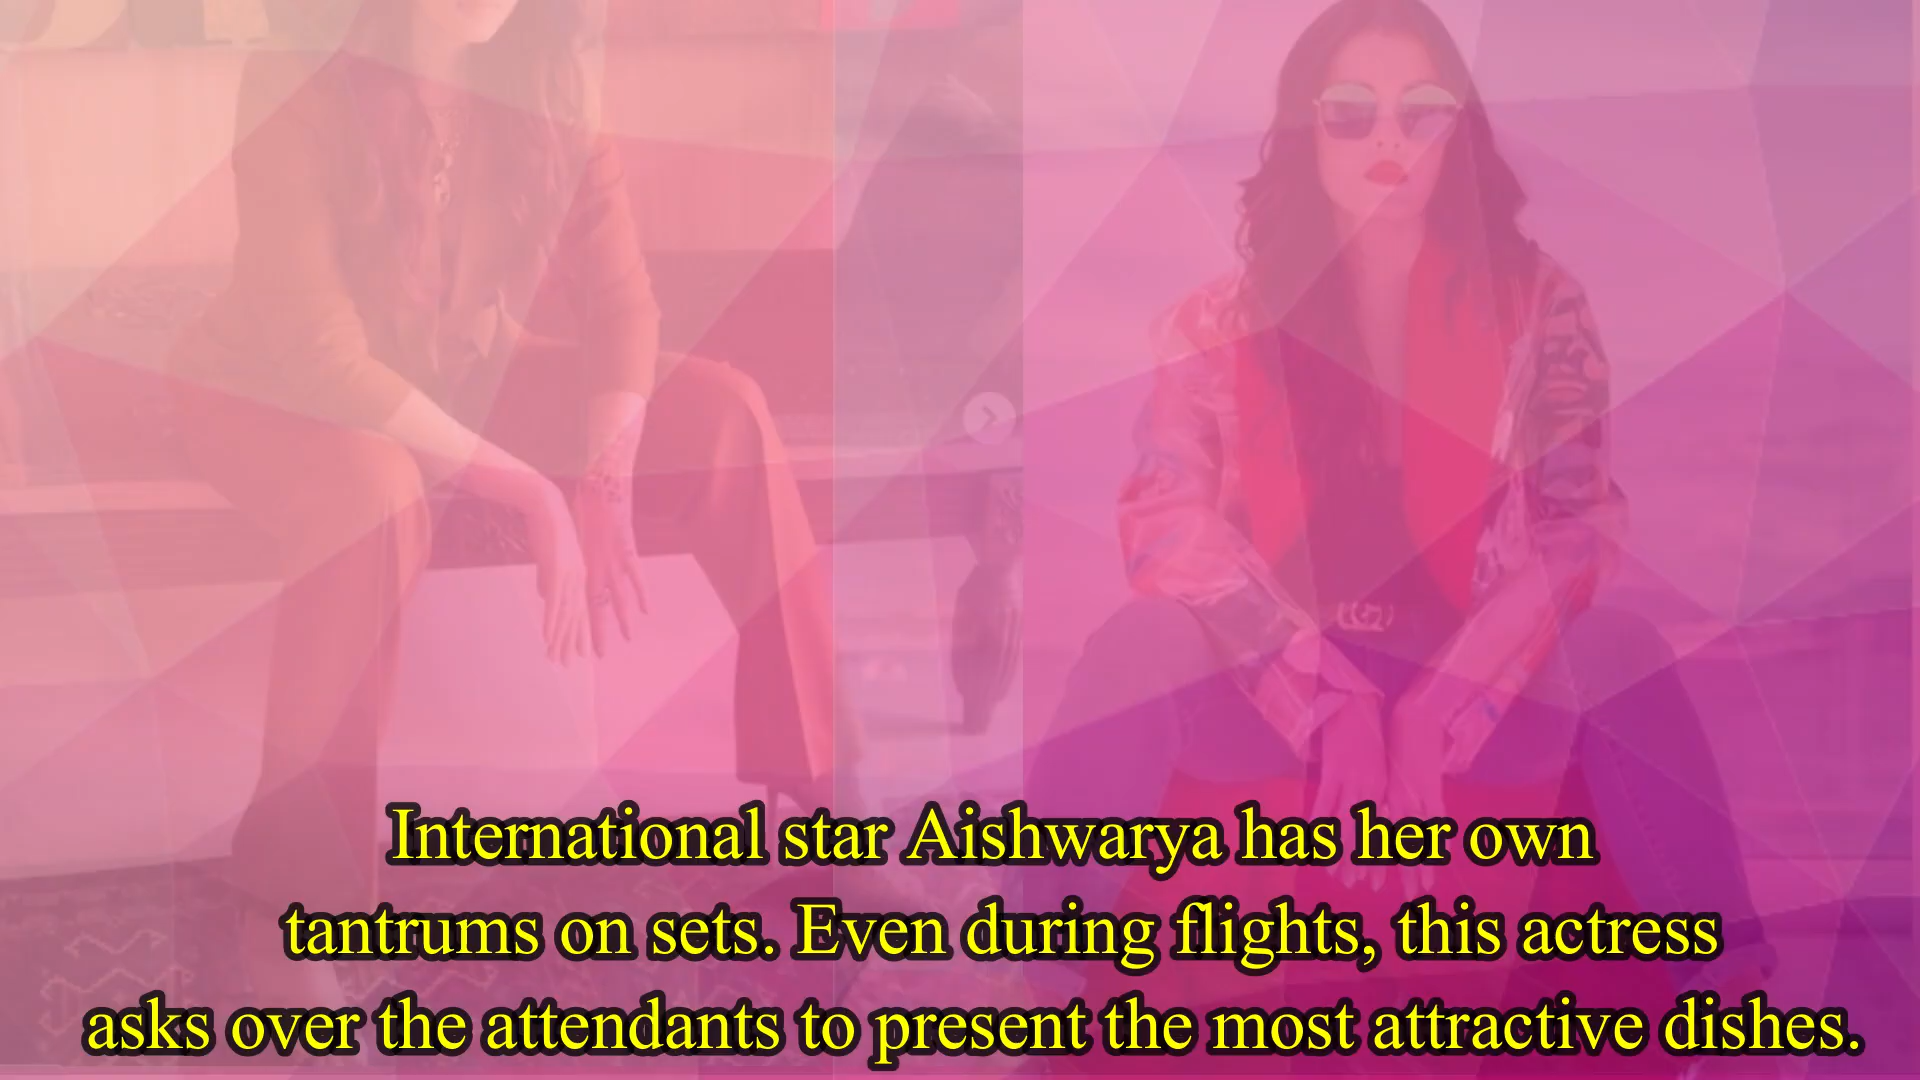 International star Aishwarya has her own
tantrums on sets. Even during flights, this actress
asks over the attendants to present the most attractive dishes.